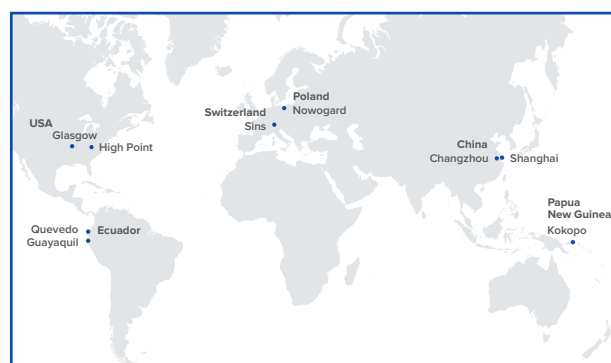 USA
Glasgow
High Point
Quevedo
Guayaquil
Ecuador
Switzerland
Sins
Poland
Nowogard
China
Changzhou
Shanghai
Papua
New Guinea
Kokopo